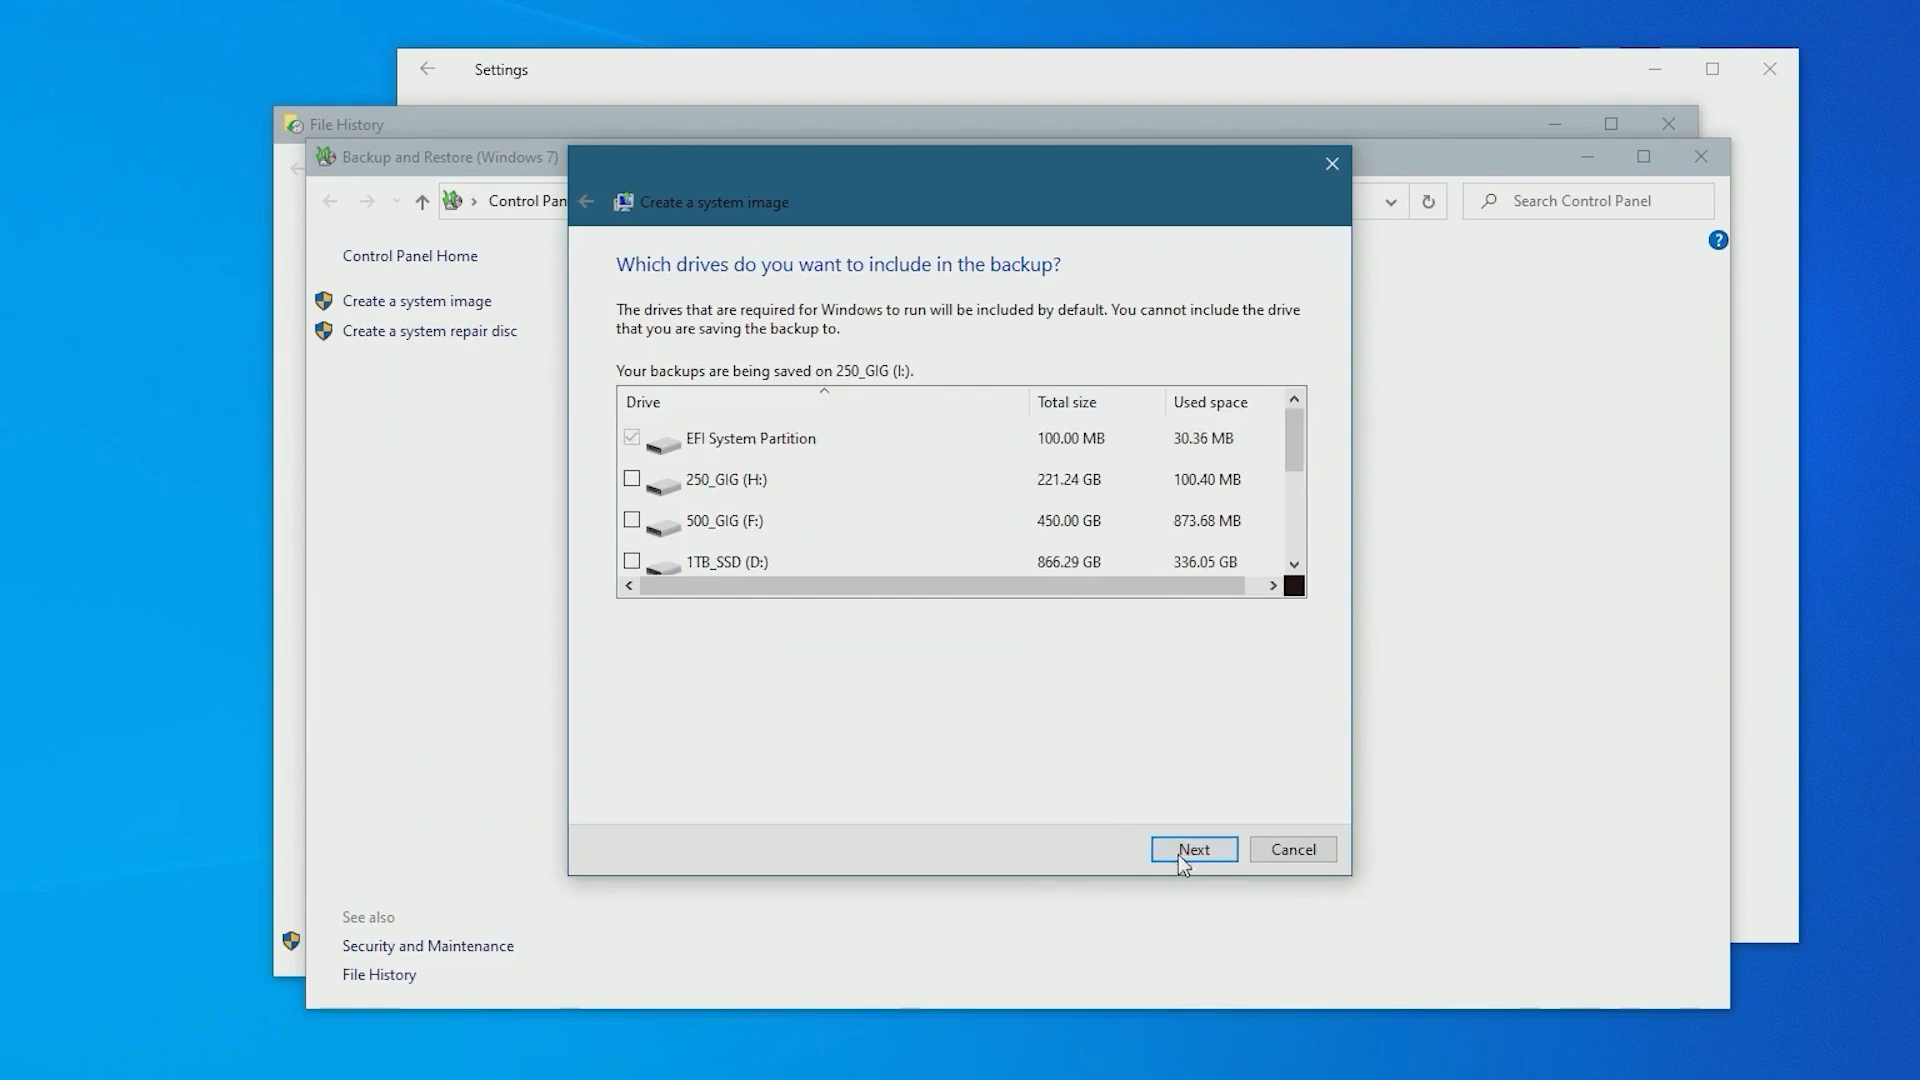 Settings
File History
Backup and Restore (Windows 7)
Control Pan
Create a system image
Search Control Panel
Control Panel Home
Create a system image
Create a system repair disc
Which drives do you want to include in the backup?
The drives that are required for Windows to run will be included by default. You cannot include the drive
that you are saving the backup to.
Your backups are being saved on 250_GIG (I:).
Drive Total size Used space
EFI System Partition 100.00 MB 30.36 MB
250_GIG (H:) 221.24 GB 100.40 MB
500_GIG (F:) 450.00 GB 873.68 MB
1TB_SSD (D:) 866.29 GB 336.05 GB
Next Cancel
See also
Security and Maintenance
File History